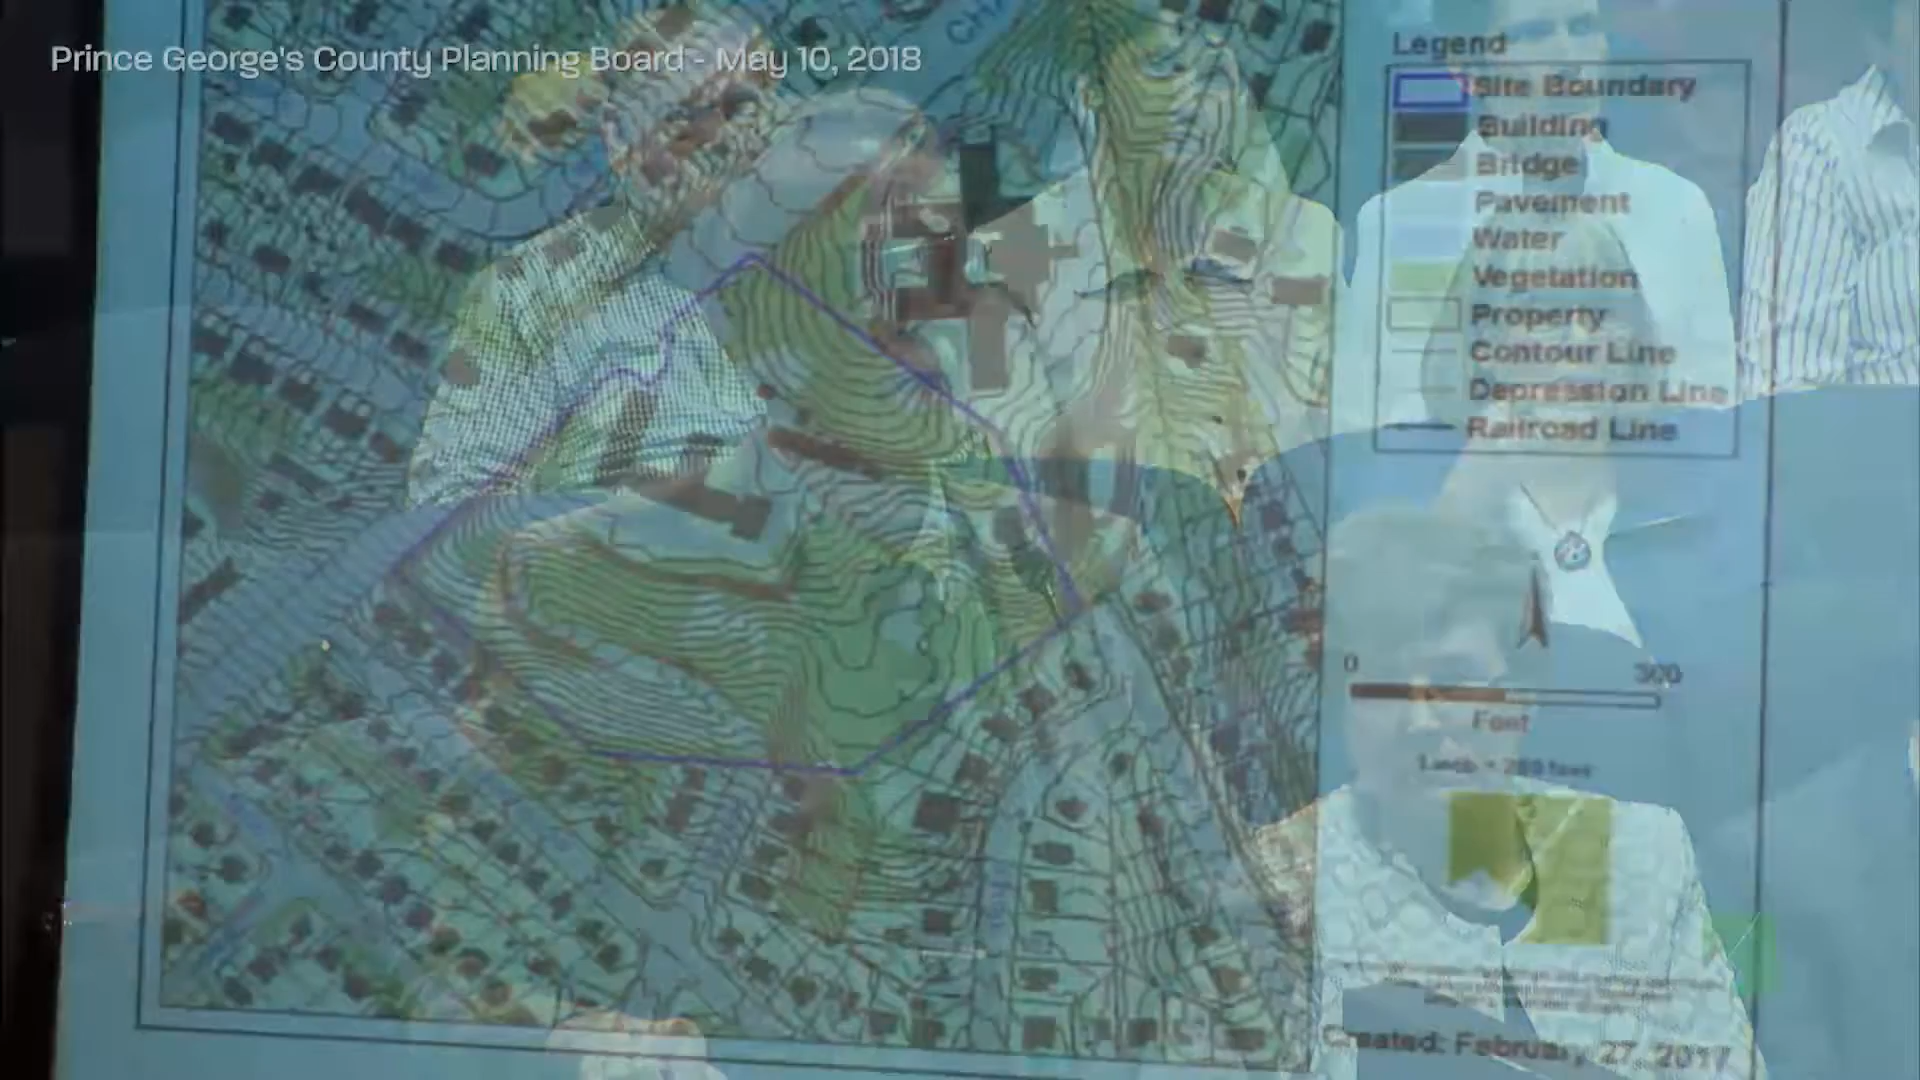 Prince George's County Planning Board - May 10, 2018
Legend
Site Boundary
Building
Bridge
Pavement
Water
Vegetation
Property
Contour Line
Depression Line
Railroad Line
0 300
Feet
Created: February 27, 2017